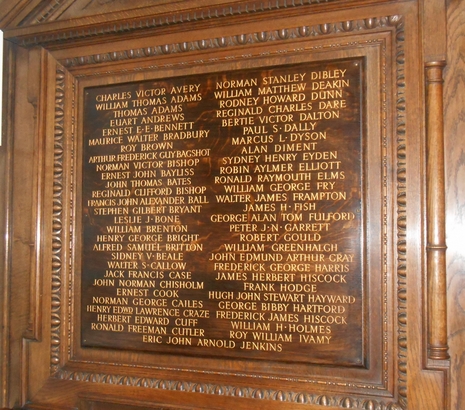 CHARLES VICTOR AVERY
WILLIAM THOMAS ADAMS
THOMAS ADAMS
EUART ANDREWS
ERNEST E·E·BENNETT
MAURICE WALTER BRADBURY
ROY BROWN
ARTHUR FREDERICK GUY BAGSHOT
NORMAN VICTOR BISHOP
ERNEST JOHN BAYLISS
JOHN THOMAS BATES
REGINALD CLIFFORD BISHOP
FRANCIS JOHN ALEXANDER BALL
STEPHEN GILBERT BRYANT
LESLIE J·BONE
WILLIAM BRENTON
HENRY GEORGE BRIGHT
ALFRED SAMUEL BRITTON
SIDNEY V·BEALE
WALTER S·CALLOW
JACK FRANCIS CASE
JOHN NORMAN CHISHOLM
ERNEST COOK
NORMAN GEORGE CAILES
HENRY EDWD LAWRENCE CRAZE
HERBERT EDWARD CUFF
RONALD FREEMAN CUTLER
NORMAN STANLEY DIBLEY
WILLIAM MATTHEW DEAKIN
RODNEY HOWARD DUNN
REGINALD CHARLES DARE
BERTIE VICTOR DALTON
PAUL S·DALLY
MARCUS L·DYSON
ALAN DIMENT
SYDNEY HENRY EYDEN
ROBIN AYLMER ELLIOTT
RONALD RAYMOUTH ELMS
WILLIAM GEORGE FRY
WALTER JAMES FRAMPTON
JAMES H·FISH
GEORGE ALAN TOM FULFORD
PETER J·N·GARRETT
ROBERT GOULD
WILLIAM GREENHALGH
JOHN EDMUND ARTHUR GRAY
FREDERICK GEORGE HARRIS
JAMES HERBERT HISCOCK
FRANK HODGE
HUGH JOHN STEWART HAYWARD
GEORGE BIBBY HARTFORD
FREDERICK JAMES HISCOCK
WILLIAM H·HOLMES
ROY WILLIAM IVAMY
ERIC JOHN ARNOLD JENKINS